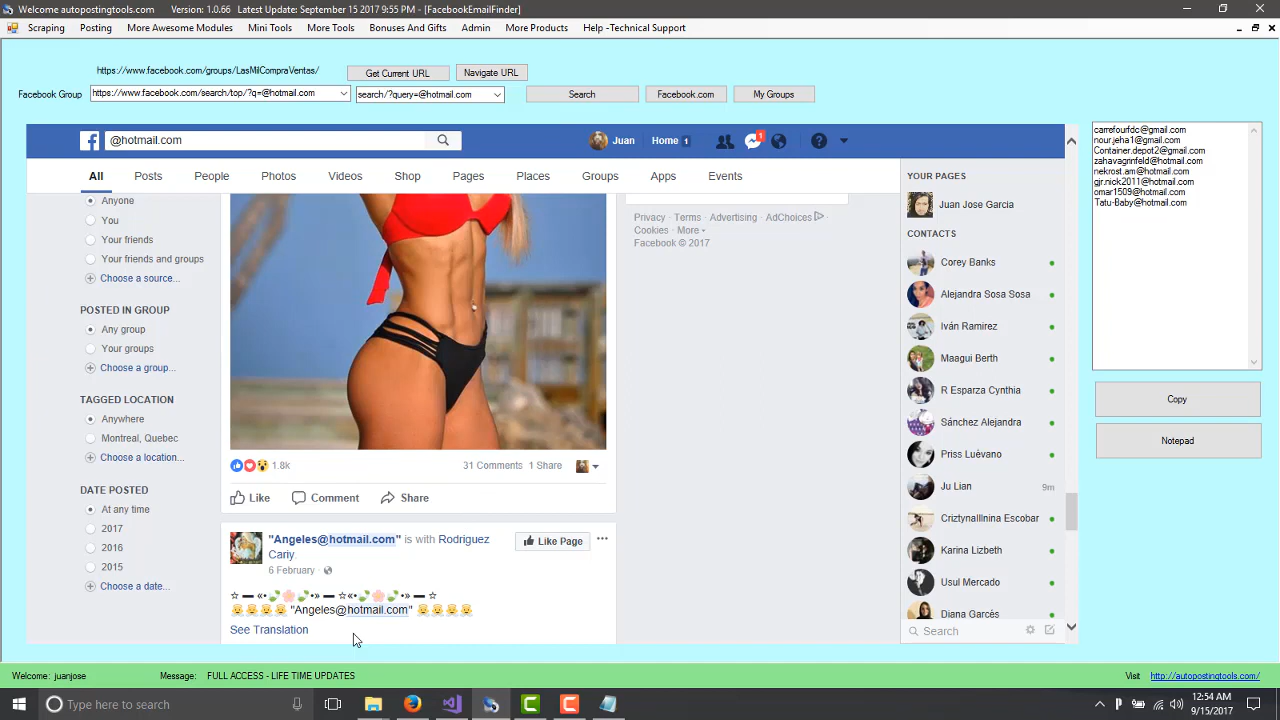 Welcome autopostingtools.com    Version: 1.0.66    Last Update: September 15 2017 9:55 PM - [FacebookEmailFinder]
Scraping Posting More Awesome Modules Mini Tools More Tools Bonuses And Gifts Admin More Products Help -Technical Support
https://www.facebook.com/groups/LasMilCompraVentas/ Get Current URL Navigate URL
Facebook Group https://www.facebook.com/search/top/?q=@hotmail.com search/?query=@hotmail.com Search Facebook.com My Groups
@hotmail.com Juan Home 1 1
All Posts People Photos Videos Shop Pages Places Groups Apps Events
Anyone
You
Your friends
Your friends and groups
Choose a source...
POSTED IN GROUP
Any group
Your groups
Choose a group...
TAGGED LOCATION
Anywhere
Montreal, Quebec
Choose a location...
DATE POSTED
At any time
2017
2016
2015
Choose a date...
1.8k 31 Comments 1 Share
Like Comment Share
"Angeles@hotmail.com" is with Rodriguez
Cariy.
Like Page
6 February
☆ ▬ «•🍃🌸🍃•» ▬ ☆«•🍃🌸🍃•» ▬ ☆
👼👼👼👼 "Angeles@hotmail.com" 👼👼👼👼
See Translation
Privacy · Terms · Advertising · AdChoices ·
Cookies · More
Facebook © 2017
YOUR PAGES
Juan Jose Garcia
CONTACTS
Corey Banks
Alejandra Sosa Sosa
Iván Ramirez
Maagui Berth
R Esparza Cynthia
Sánchez Alejandra
Priss Luévano
Ju Lian 9m
CriztynaIlnina Escobar
Karina Lizbeth
Usul Mercado
Diana Garcés
Search
carrefourfdc@gmail.com
nour.jeha1@gmail.com
Container.depot2@gmail.com
zahavagrinfeld@hotmail.com
nekrost.am@hotmail.com
gjr.nick2011@hotmail.com
omar1509@hotmail.com
Tatu-Baby@hotmail.com
Copy
Notepad
Welcome: juanjose Message: FULL ACCESS - LIFE TIME UPDATES Visit http://autopostingtools.com/
Type here to search
12:54 AM
9/15/2017